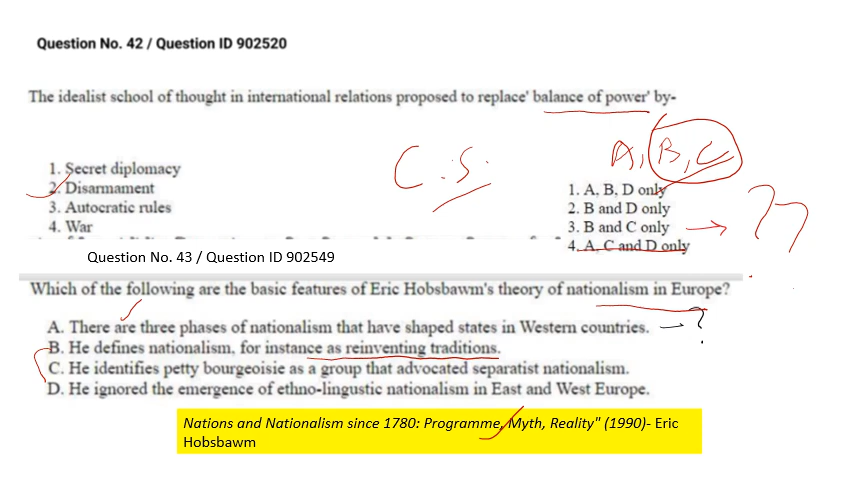 Question No. 42 / Question ID 902520
The idealist school of thought in international relations proposed to replace' balance of power' by-
C.S.
A, B, C
1. Secret diplomacy
2. Disarmament
3. Autocratic rules
4. War
1. A, B, D only
2. B and D only
3. B and C only
4. A, C and D only
??
Question No. 43 / Question ID 902549
Which of the following are the basic features of Eric Hobsbawm's theory of nationalism in Europe?
A. There are three phases of nationalism that have shaped states in Western countries. → ?
B. He defines nationalism, for instance as reinventing traditions.
C. He identifies petty bourgeoisie as a group that advocated separatist nationalism.
D. He ignored the emergence of ethno-lingustic nationalism in East and West Europe.
Nations and Nationalism since 1780: Programme, Myth, Reality" (1990)- Eric
Hobsbawm